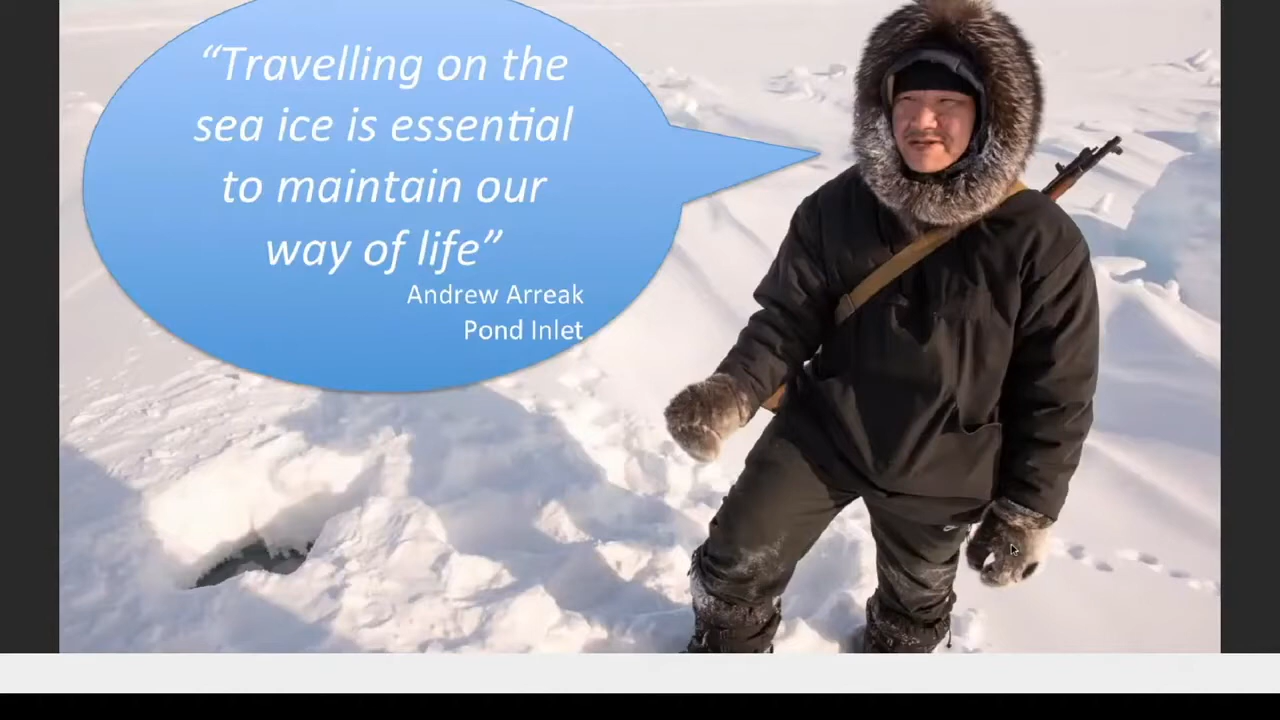 “Travelling on the
sea ice is essential
to maintain our
way of life”
Andrew Arreak
Pond Inlet